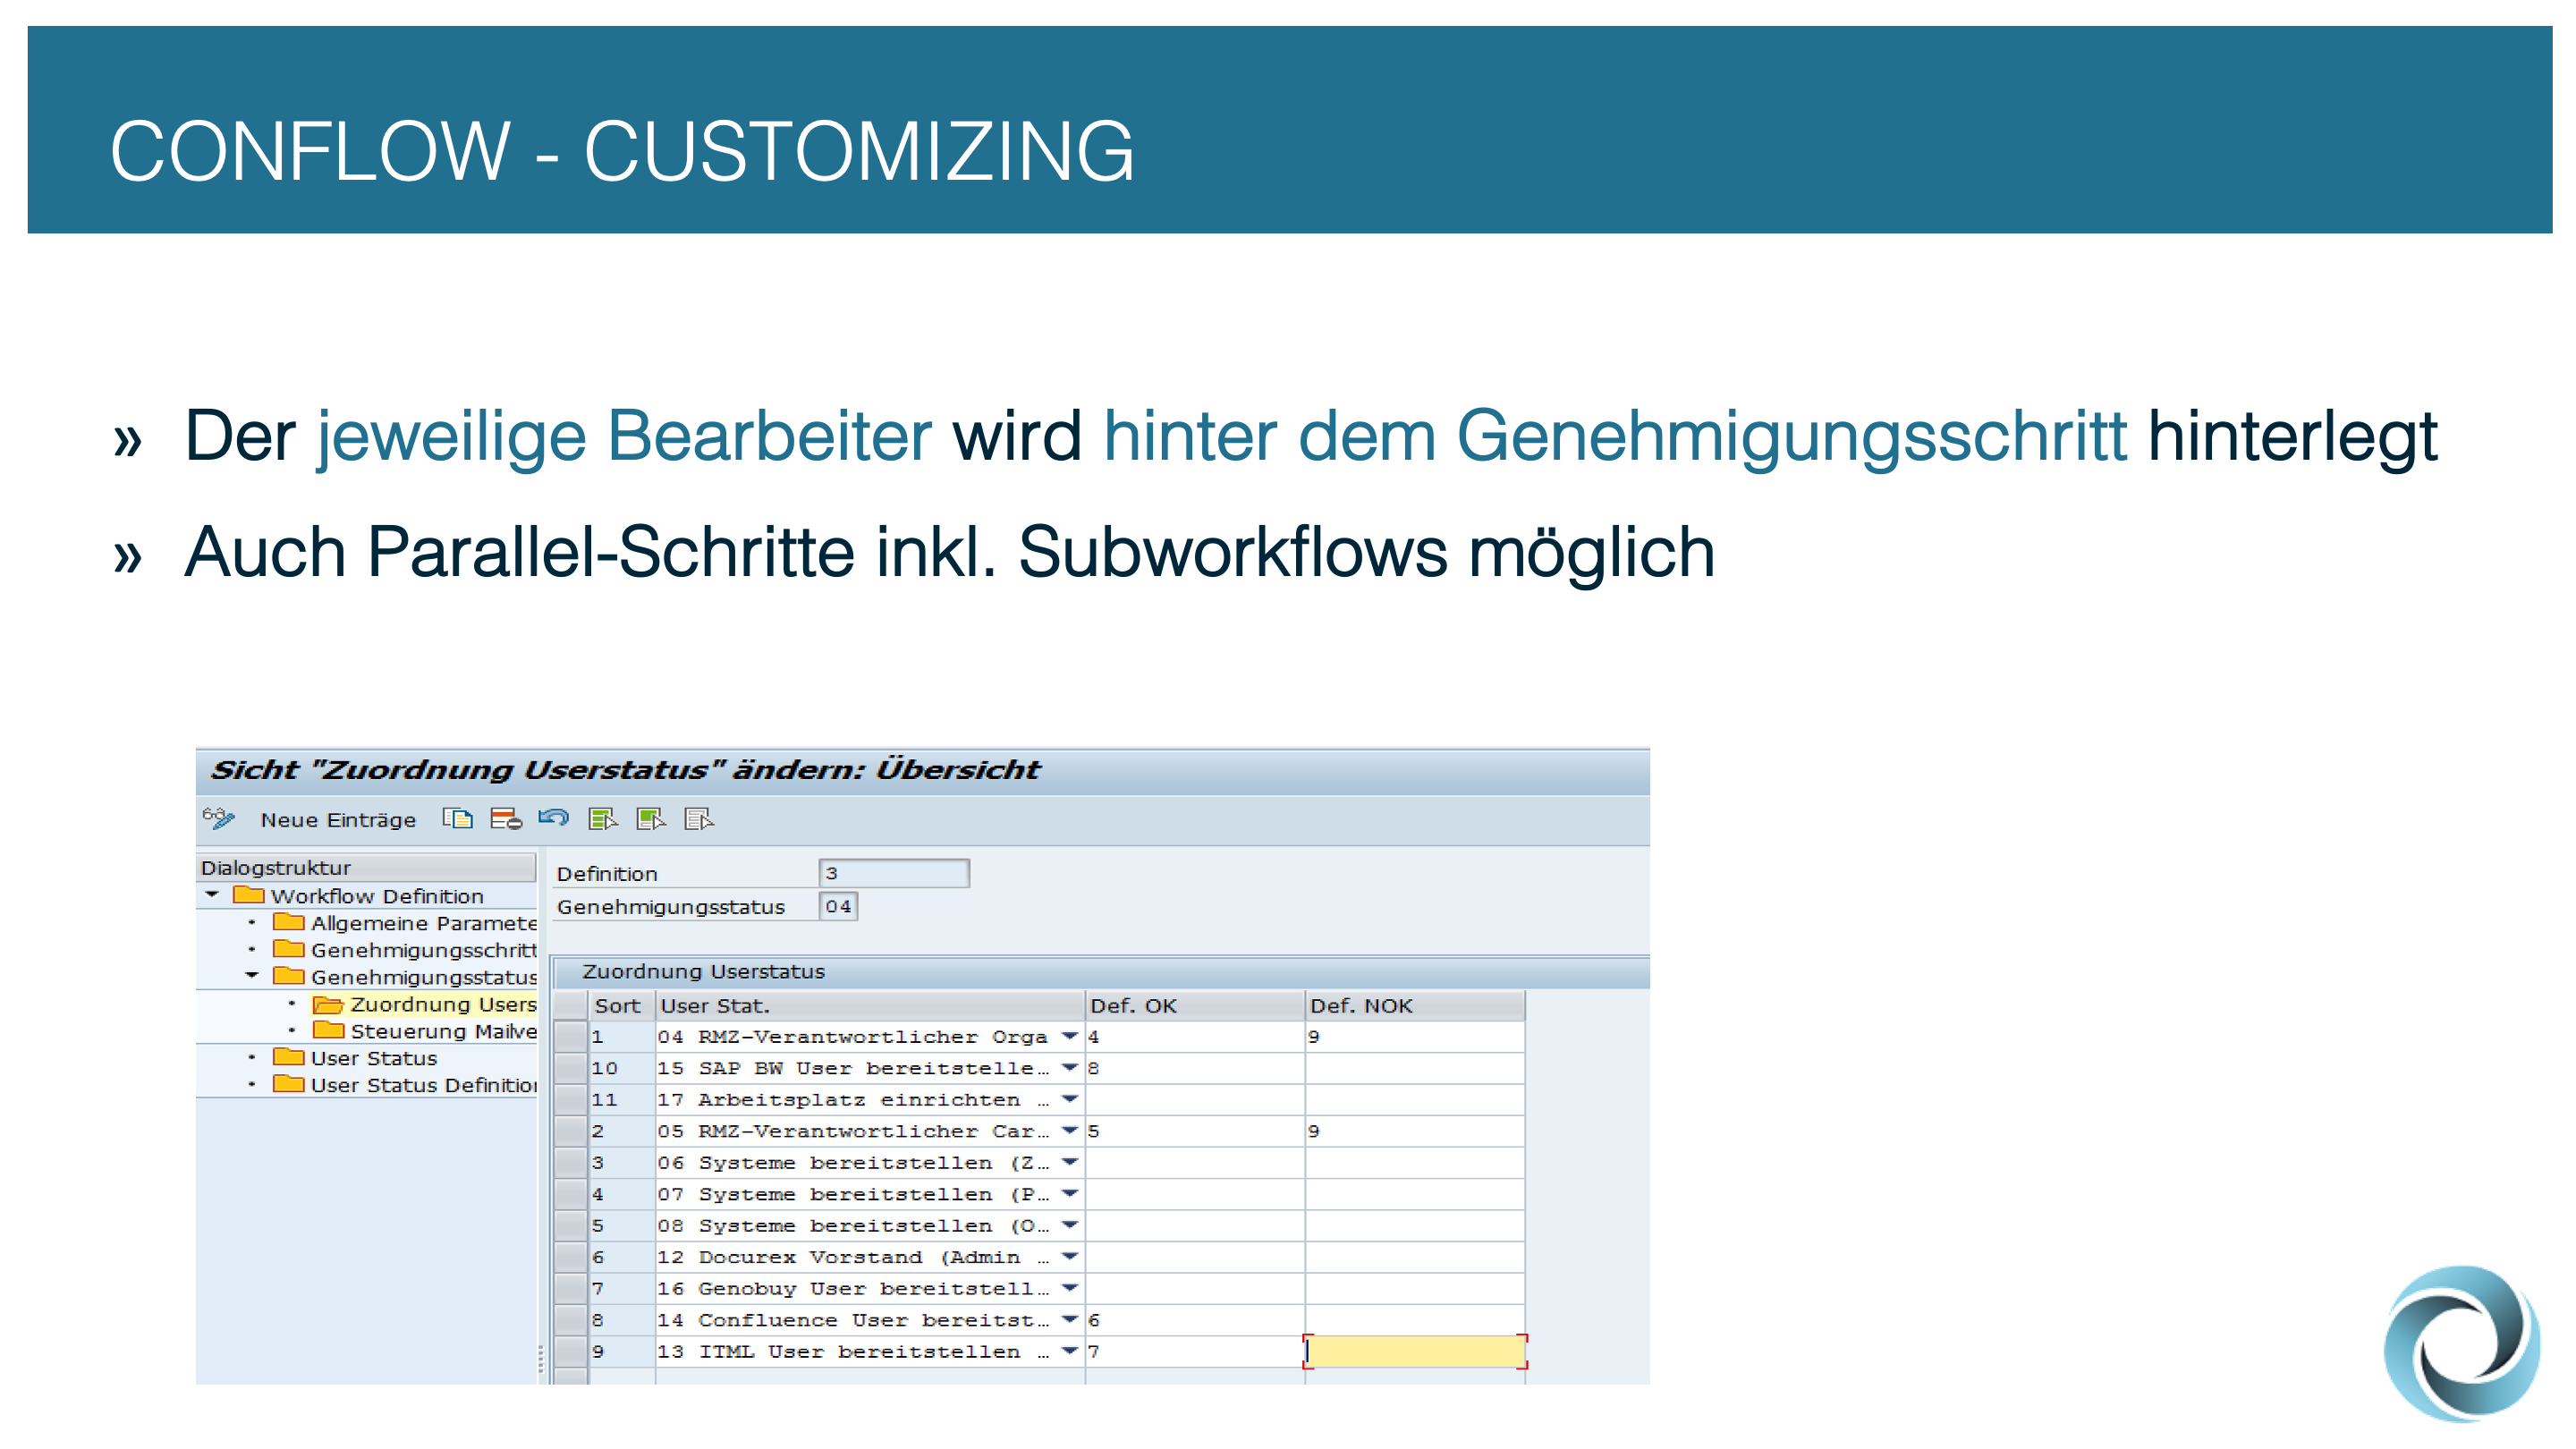 CONFLOW - CUSTOMIZING
» Der jeweilige Bearbeiter wird hinter dem Genehmigungsschritt hinterlegt
» Auch Parallel-Schritte inkl. Subworkflows möglich
Sicht "Zuordnung Userstatus" ändern: Übersicht
Neue Einträge
Dialogstruktur
Workflow Definition
Allgemeine Paramete
Genehmigungsschritt
Genehmigungsstatus
Zuordnung Users
Steuerung Mailve
User Status
User Status Definition
Definition 3
Genehmigungsstatus 04
Zuordnung Userstatus
Sort User Stat. Def. OK Def. NOK
1 04 RMZ-Verantwortlicher Orga 4 9
10 15 SAP BW User bereitstelle… 8
11 17 Arbeitsplatz einrichten …
2 05 RMZ-Verantwortlicher Car… 5 9
3 06 Systeme bereitstellen (Z…
4 07 Systeme bereitstellen (P…
5 08 Systeme bereitstellen (O…
6 12 Docurex Vorstand (Admin …
7 16 Genobuy User bereitstell…
8 14 Confluence User bereitst… 6
9 13 ITML User bereitstellen … 7